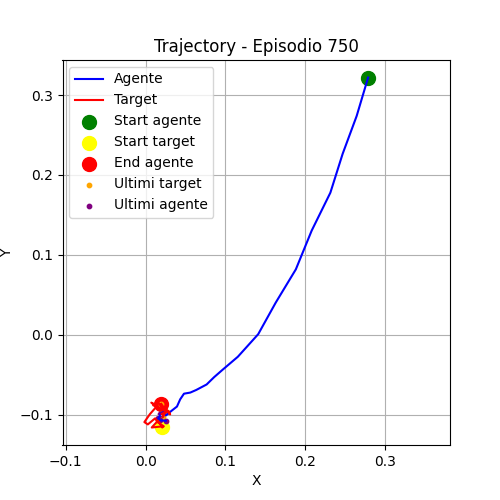 Trajectory - Episodio 750
Agente
Target
Start agente
Start target
End agente
Ultimi target
Ultimi agente
0.3
0.2
0.1
0.0
−0.1
Y
−0.1
0.0
0.1
0.2
0.3
X